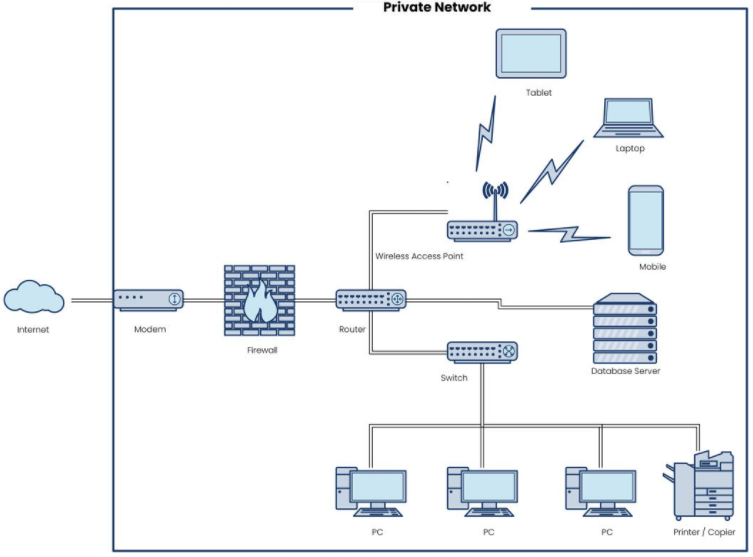 Private Network
Tablet
Laptop
Wireless Access Point
Mobile
Internet
Modem
Firewall
Router
Database Server
Switch
PC
PC
PC
Printer / Copier